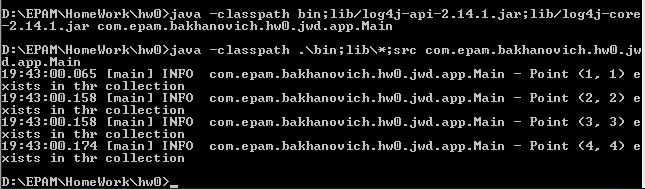 D:\EPAM\HomeWork\hw0>java -classpath bin;lib/log4j-api-2.14.1.jar;lib/log4j-core
-2.14.1.jar com.epam.bakhanovich.hw0.jwd.app.Main
D:\EPAM\HomeWork\hw0>java -classpath .\bin;lib\*;src com.epam.bakhanovich.hw0.jw
d.app.Main
19:43:00.065 [main] INFO  com.epam.bakhanovich.hw0.jwd.app.Main - Point (1, 1) e
xists in thr collection
19:43:00.158 [main] INFO  com.epam.bakhanovich.hw0.jwd.app.Main - Point (2, 2) e
xists in thr collection
19:43:00.158 [main] INFO  com.epam.bakhanovich.hw0.jwd.app.Main - Point (3, 3) e
xists in thr collection
19:43:00.174 [main] INFO  com.epam.bakhanovich.hw0.jwd.app.Main - Point (4, 4) e
xists in thr collection
D:\EPAM\HomeWork\hw0>_